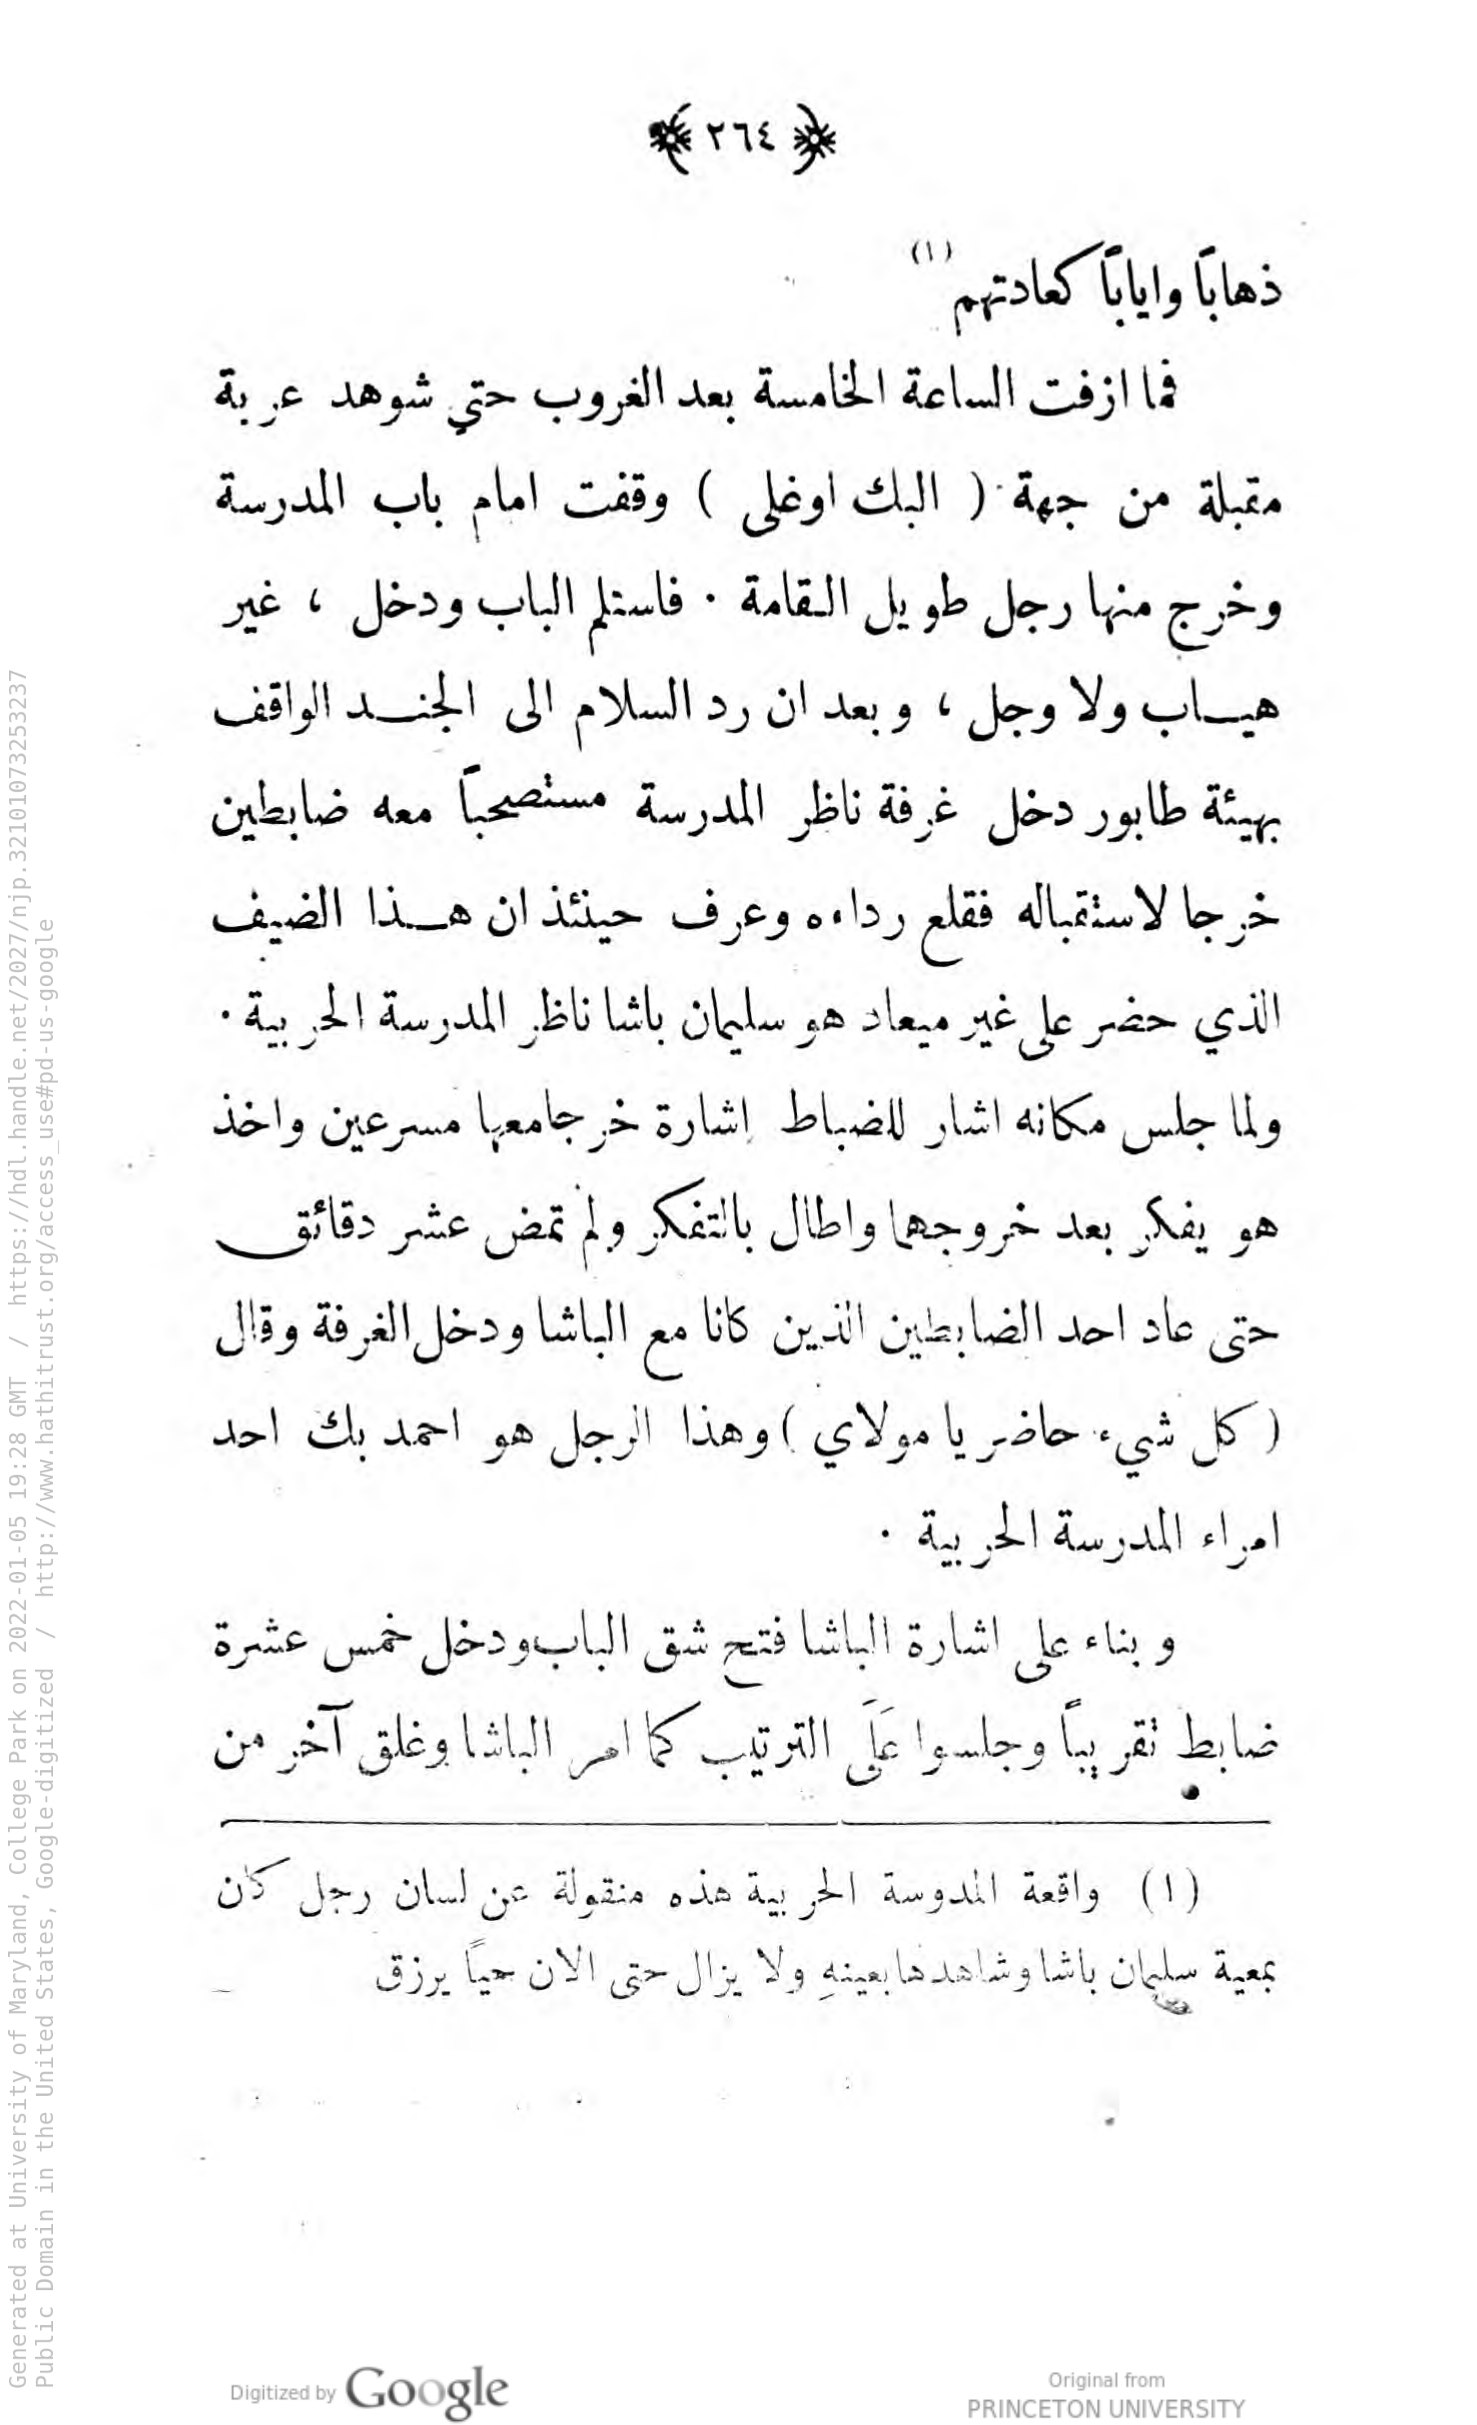 ٢٦٤
ذهاباً واياباً كعادتهم (١)
فما ازفت الساعة الخامسة بعد الغروب حتي شوهد عربة
مقبلة من جهة ( البك اوغلى ) وقفت امام باب المدرسة
وخرج منها رجل طويل القامة . فاستلم الباب ودخل ، غير
هيـاب ولا وجل ، وبعد ان رد السلام الى الجنـد الواقف
بهيئة طابور دخل غرفة ناظر المدرسة مستصحباً معه ضابطين
خرجا لاستقباله فقلع رداءه وعرف حينئذ ان هـذا الضيف
الذي حضر على غير ميعاد هو سليمان باشا ناظر المدرسة الحربية .
ولما جلس مكانه اشار للضباط إشارة خرجا معها مسرعين واخذ
هو يفكر بعد خروجهما واطال بالتفكر ولم تمض عشر دقائق
حتى عاد احد الضابطين الذين كانا مع الباشا ودخل الغرفة وقال
( كل شيء حاضر يا مولاي ) وهذا الرجل هو احمد بك احد
امراء المدرسة الحربية .
وبناء على اشارة الباشا فتح شق الباب ودخل خمس عشرة
ضابط تقريباً وجلسوا عَلَى الترتيب كما امر الباشا وغلق آخر من
(١) واقعة المدوسة الحربية هذه منقولة عن لسان رجل كان
بمعية سليمان باشا وشاهدها بعينهِ ولا يزال حتى الان حياً يرزق
Generated at University of Maryland, College Park on 2022-01-05 19:28 GMT / https://hdl.handle.net/2027/njp.32101073253237
Public Domain in the United States, Google-digitized / http://www.hathitrust.org/access_use#pd-us-google
Digitized by Google
Original from
PRINCETON UNIVERSITY